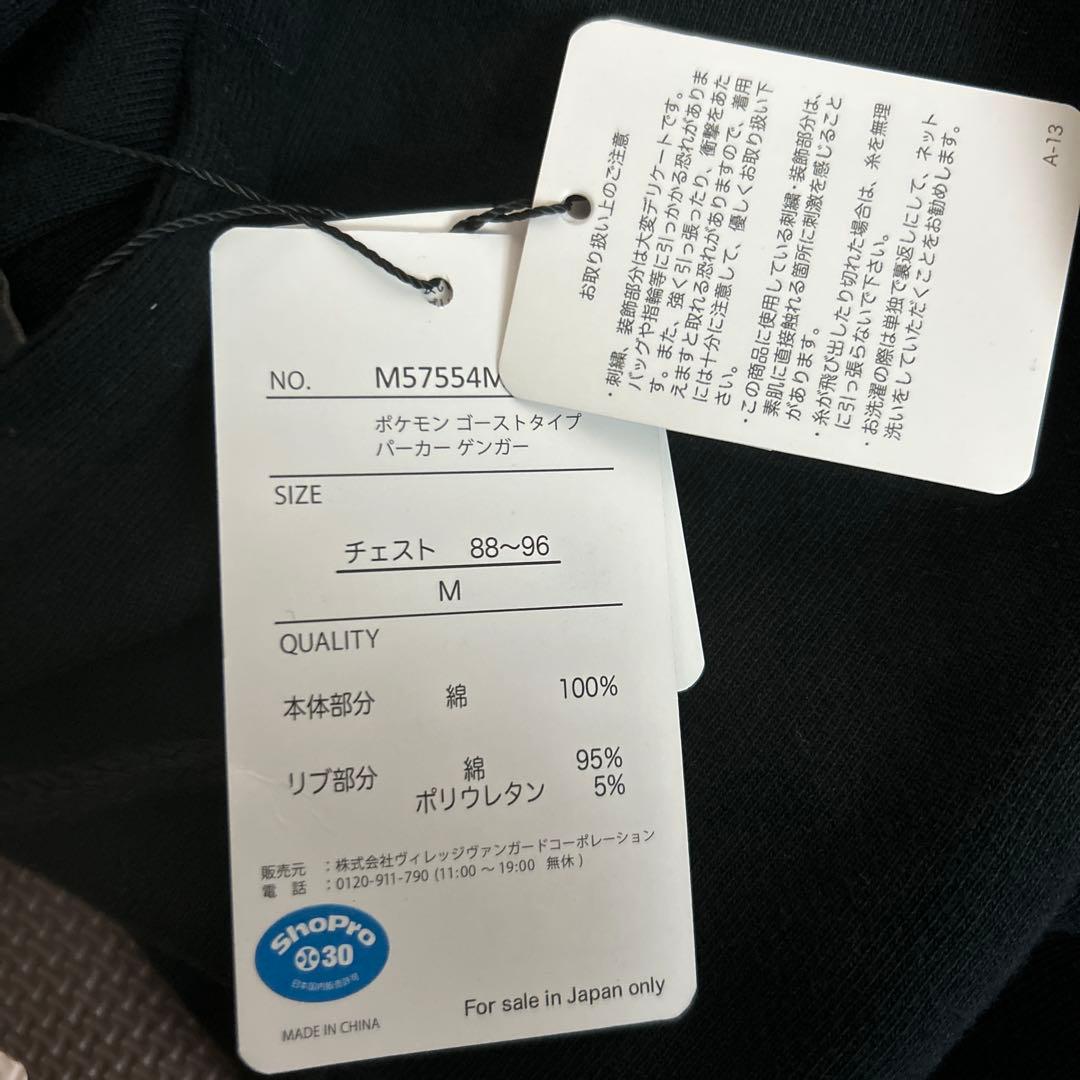 NO. M57554M
ポケモン ゴーストタイプ
パーカー ゲンガー
SIZE
チェスト 88～96
M
QUALITY
本体部分 綿 100%
リブ部分 綿 95%
ポリウレタン 5%
販売元 ：株式会社ヴィレッジヴァンガードコーポレーション
電 話 ：0120-911-790 (11:00 ～ 19:00 無休 )
ShoPro
30
日本国内販売許可
MADE IN CHINA
For sale in Japan only
お取り扱い上のご注意
・刺繍、装飾部分は大変デリケートです。
バッグや指輪等に引っかかる恐れがありま
す。また、強く引っ張ったり、衝撃をあた
えますと取れる恐れがありますので、着用
には十分に注意して、優しくお取り扱い下
さい。
・この商品に使用している刺繍・装飾部分は、
素肌に直接触れる箇所に刺激を感じること
があります。
・糸が飛び出したり切れた場合は、糸を無理
に引っ張らないで下さい。
・お洗濯の際は単独で裏返しにして、ネット
洗いをしていただくことをお勧めします。
A-13